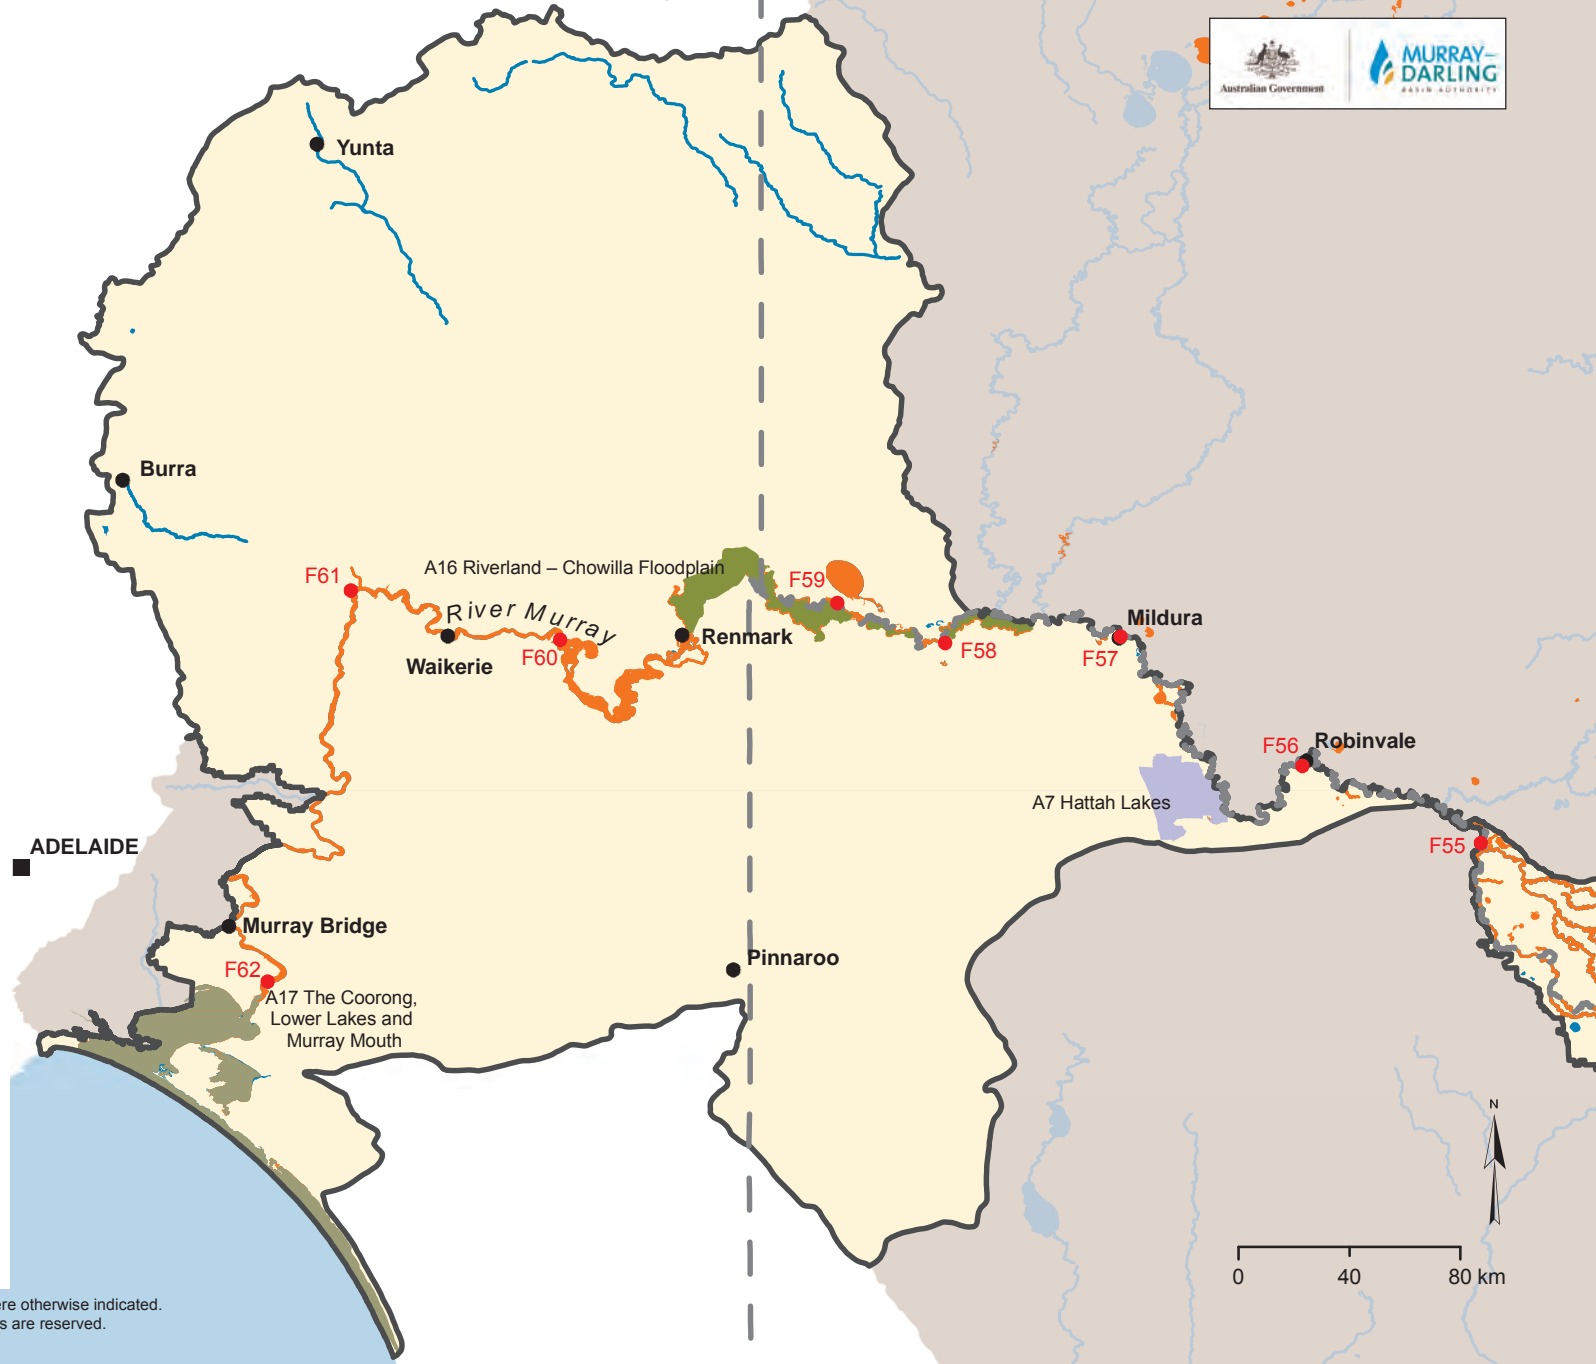 Australian Government
MURRAY–
DARLING
BASIN AUTHORITY
Yunta
Burra
F61
A16 Riverland – Chowilla Floodplain
F59
River Murray
Mildura
Renmark
Waikerie
F60
F58
F57
F56
Robinvale
A7 Hattah Lakes
ADELAIDE
F55
Murray Bridge
Pinnaroo
F62
A17 The Coorong,
Lower Lakes and
Murray Mouth
N
0 40 80 km
re otherwise indicated.
s are reserved.